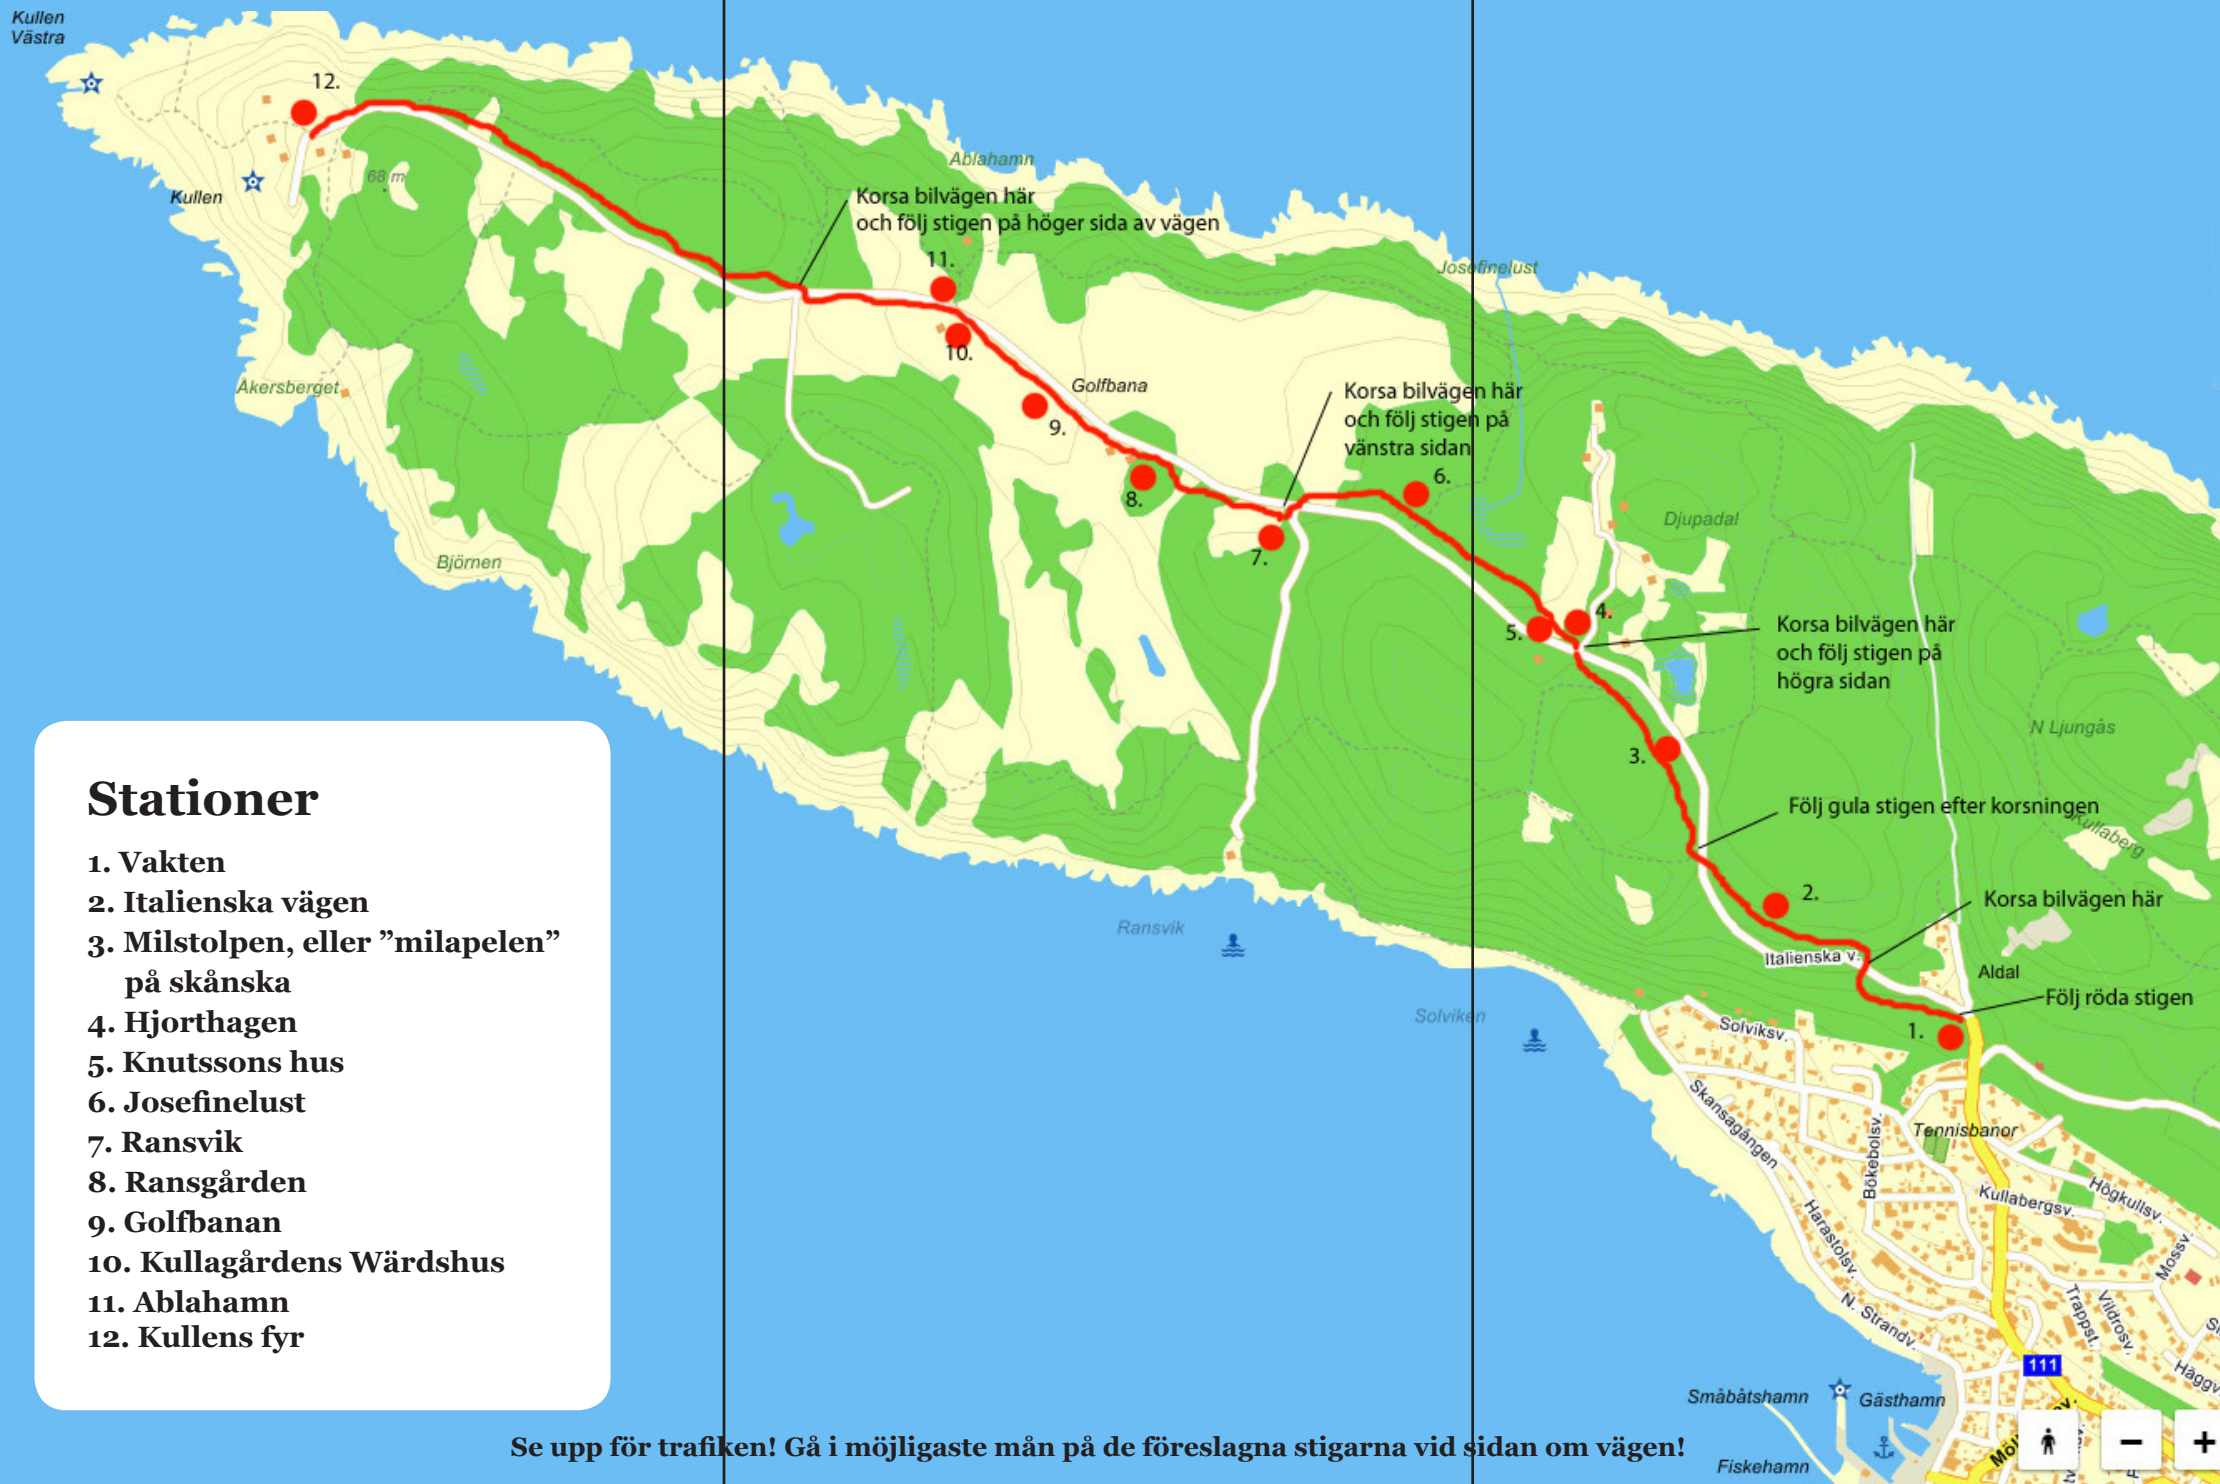 Kullen
Västra
12.
68 m
Kullen
Ablahamn
Korsa bilvägen här
och följ stigen på höger sida av vägen
11.
10.
Josefinelust
Åkersberget
Golfbana
9.
Korsa bilvägen här
och följ stigen på
vänstra sidan
6.
8.
7.
Djupadal
Björnen
4.
5.
Korsa bilvägen här
och följ stigen på
högra sidan
N Ljungås
3.
Följ gula stigen efter korsningen
Kullaberg
2.
Korsa bilvägen här
Ransvik
Italienska v.
Aldal
Följ röda stigen
Solviken
1.
Solviksv.
Skansagången
Bökebolsv.
Tennisbanor
Kullabergsv.
Högkullsv.
Harastolsv.
Mossv.
N. Strandv.
Trappst.
Vildrosv.
Häggv
111
Småbåtshamn
Gästhamn
Fiskehamn
Stationer
1. Vakten
2. Italienska vägen
3. Milstolpen, eller ”milapelen”
på skånska
4. Hjorthagen
5. Knutssons hus
6. Josefinelust
7. Ransvik
8. Ransgården
9. Golfbanan
10. Kullagårdens Wärdshus
11. Ablahamn
12. Kullens fyr
Se upp för trafiken! Gå i möjligaste mån på de föreslagna stigarna vid sidan om vägen!